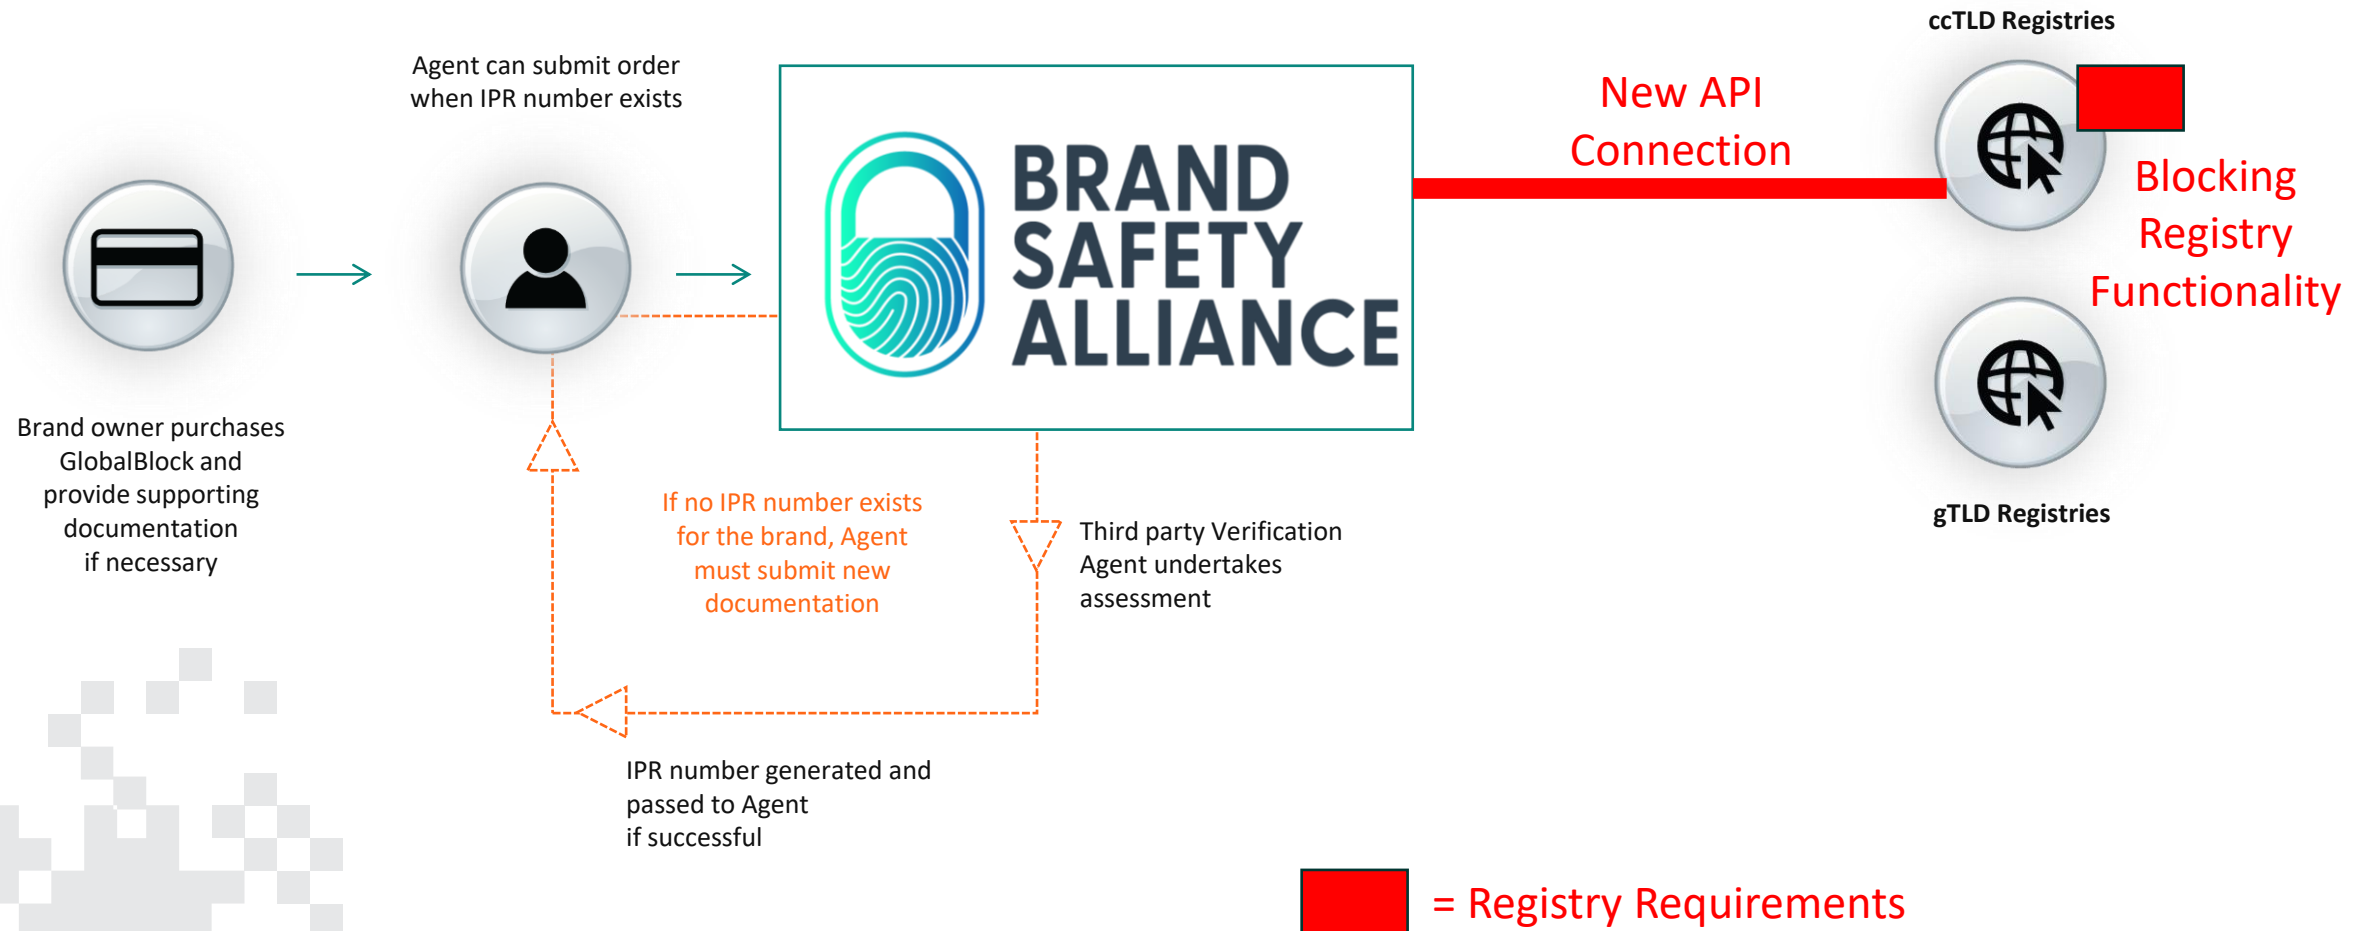 ccTLD Registries
Agent can submit order
when IPR number exists
New API
Connection
BRAND
SAFETY
ALLIANCE
Blocking
Registry
Functionality
Brand owner purchases
GlobalBlock and
provide supporting
documentation
if necessary
If no IPR number exists
for the brand, Agent
must submit new
documentation
Third party Verification
Agent undertakes
assessment
gTLD Registries
IPR number generated and
passed to Agent
if successful
= Registry Requirements